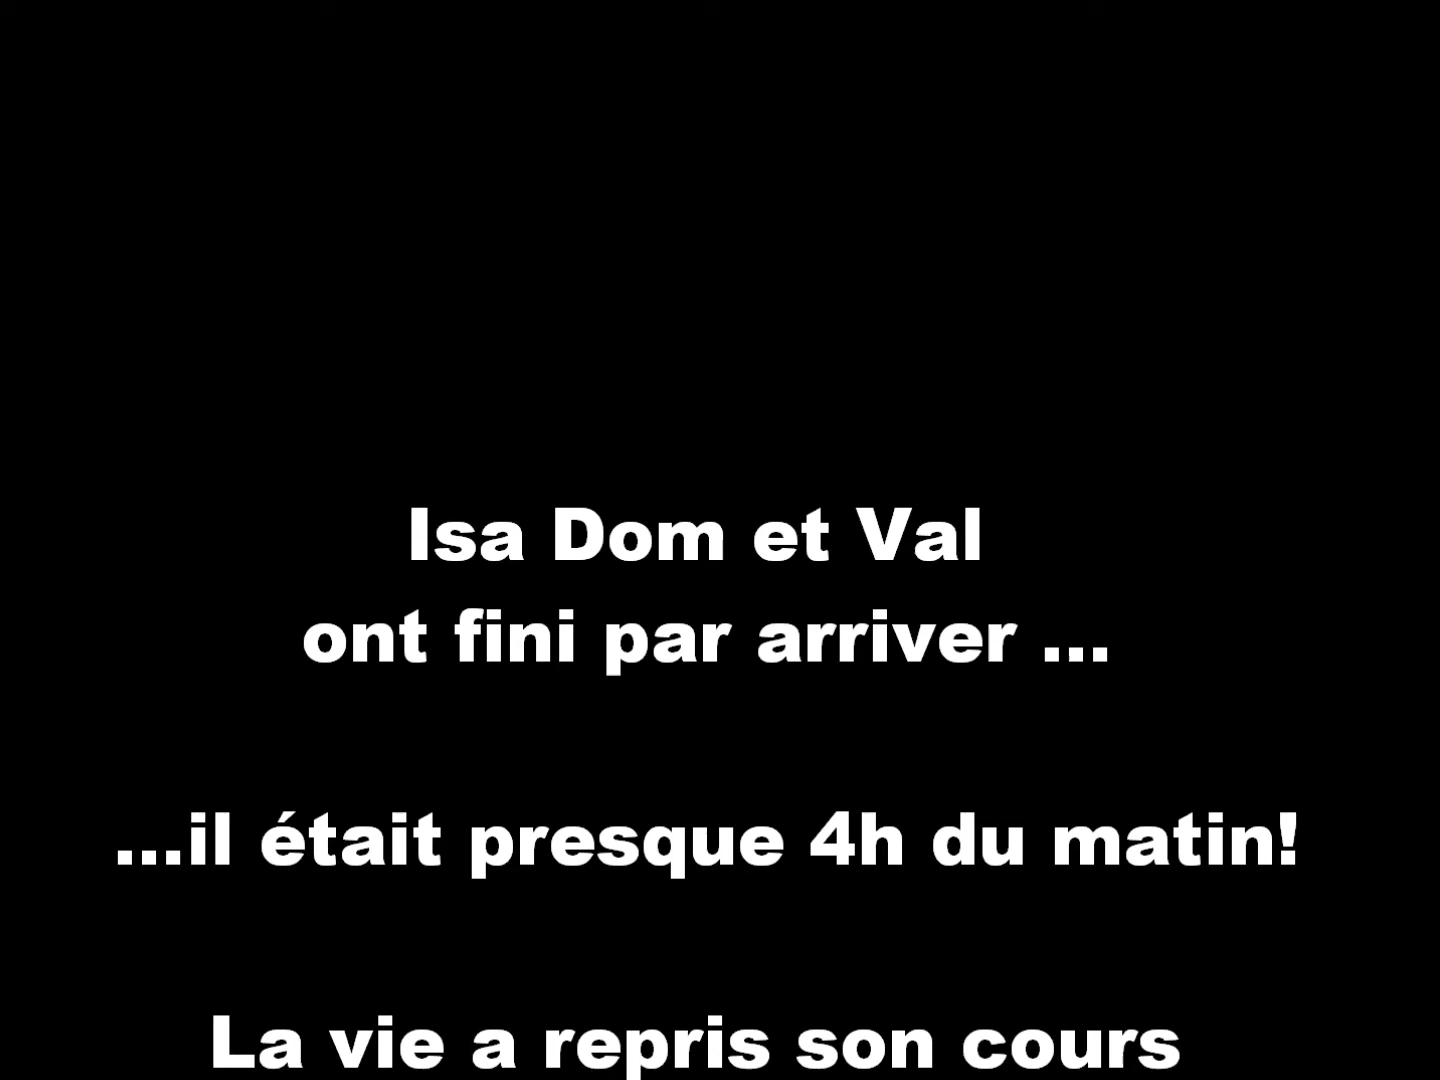 Isa Dom et Val
ont fini par arriver ...
...il était presque 4h du matin!
La vie a repris son cours